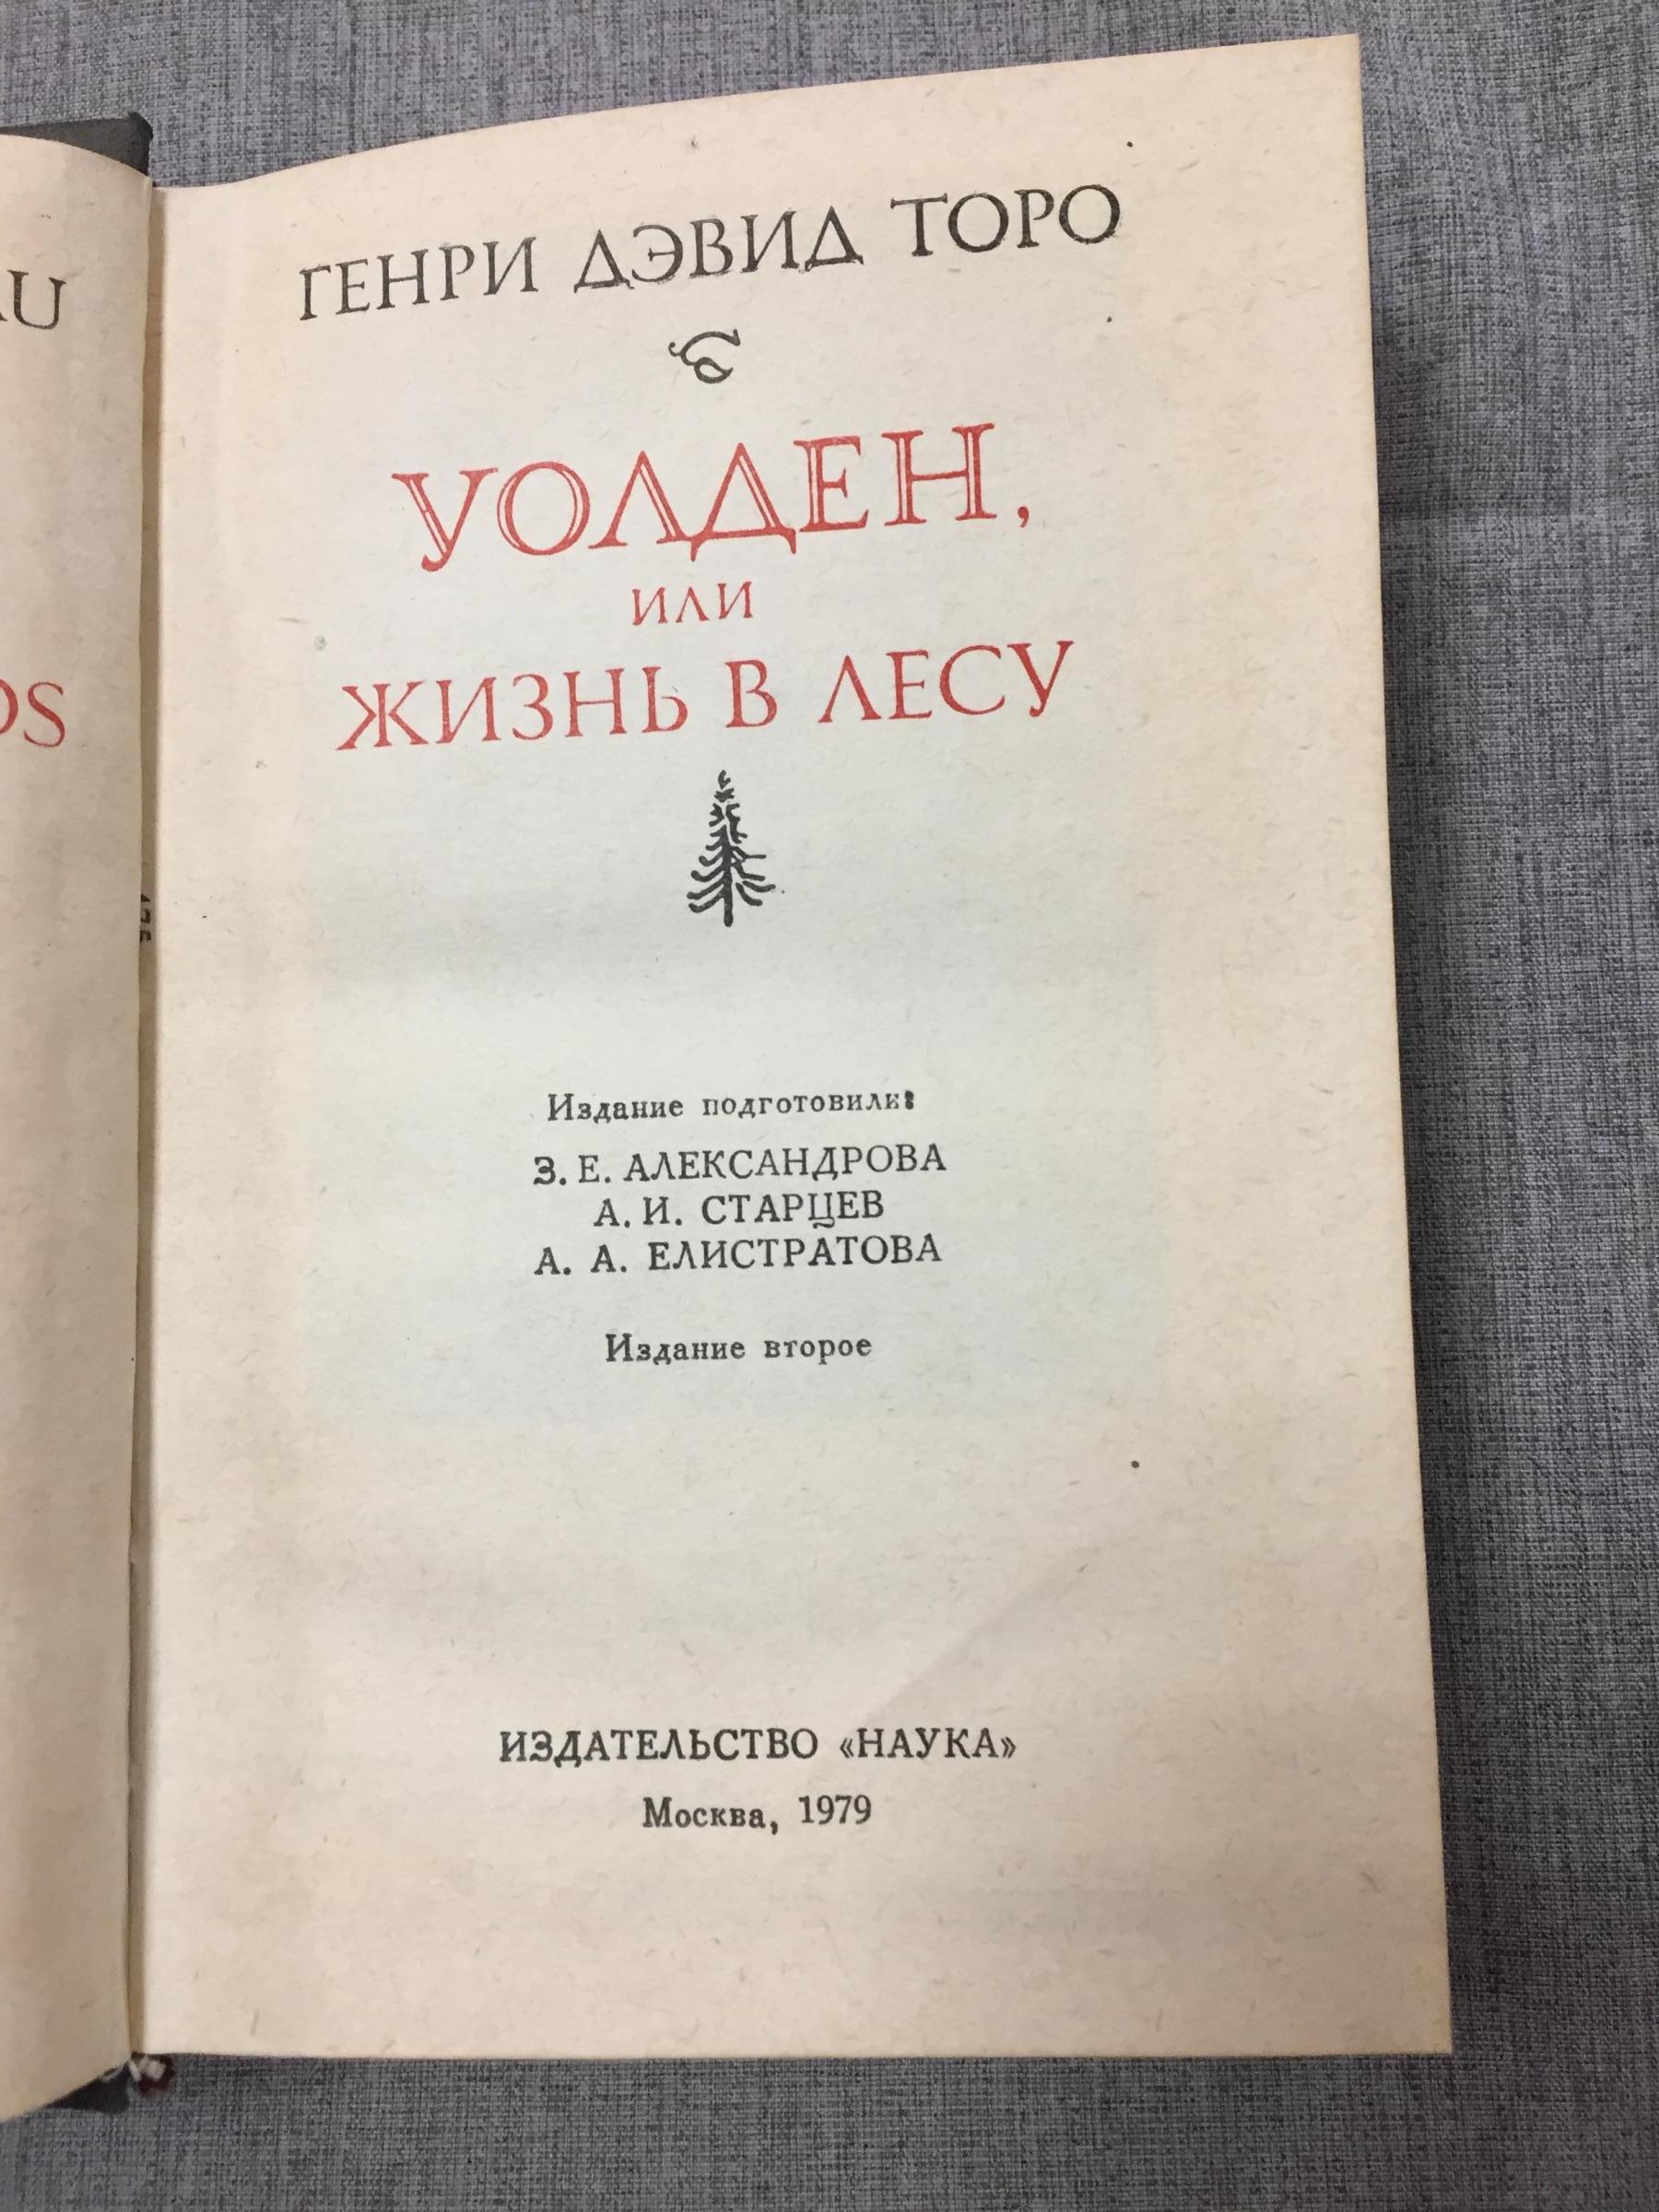 ГЕНРИ ДЭВИД ТОРО
УОЛДЕН,
ИЛИ
ЖИЗНЬ В ЛЕСУ
Издание подготовили:
З. Е. АЛЕКСАНДРОВА
А. И. СТАРЦЕВ
А. А. ЕЛИСТРАТОВА
Издание второе
ИЗДАТЕЛЬСТВО «НАУКА»
Москва, 1979